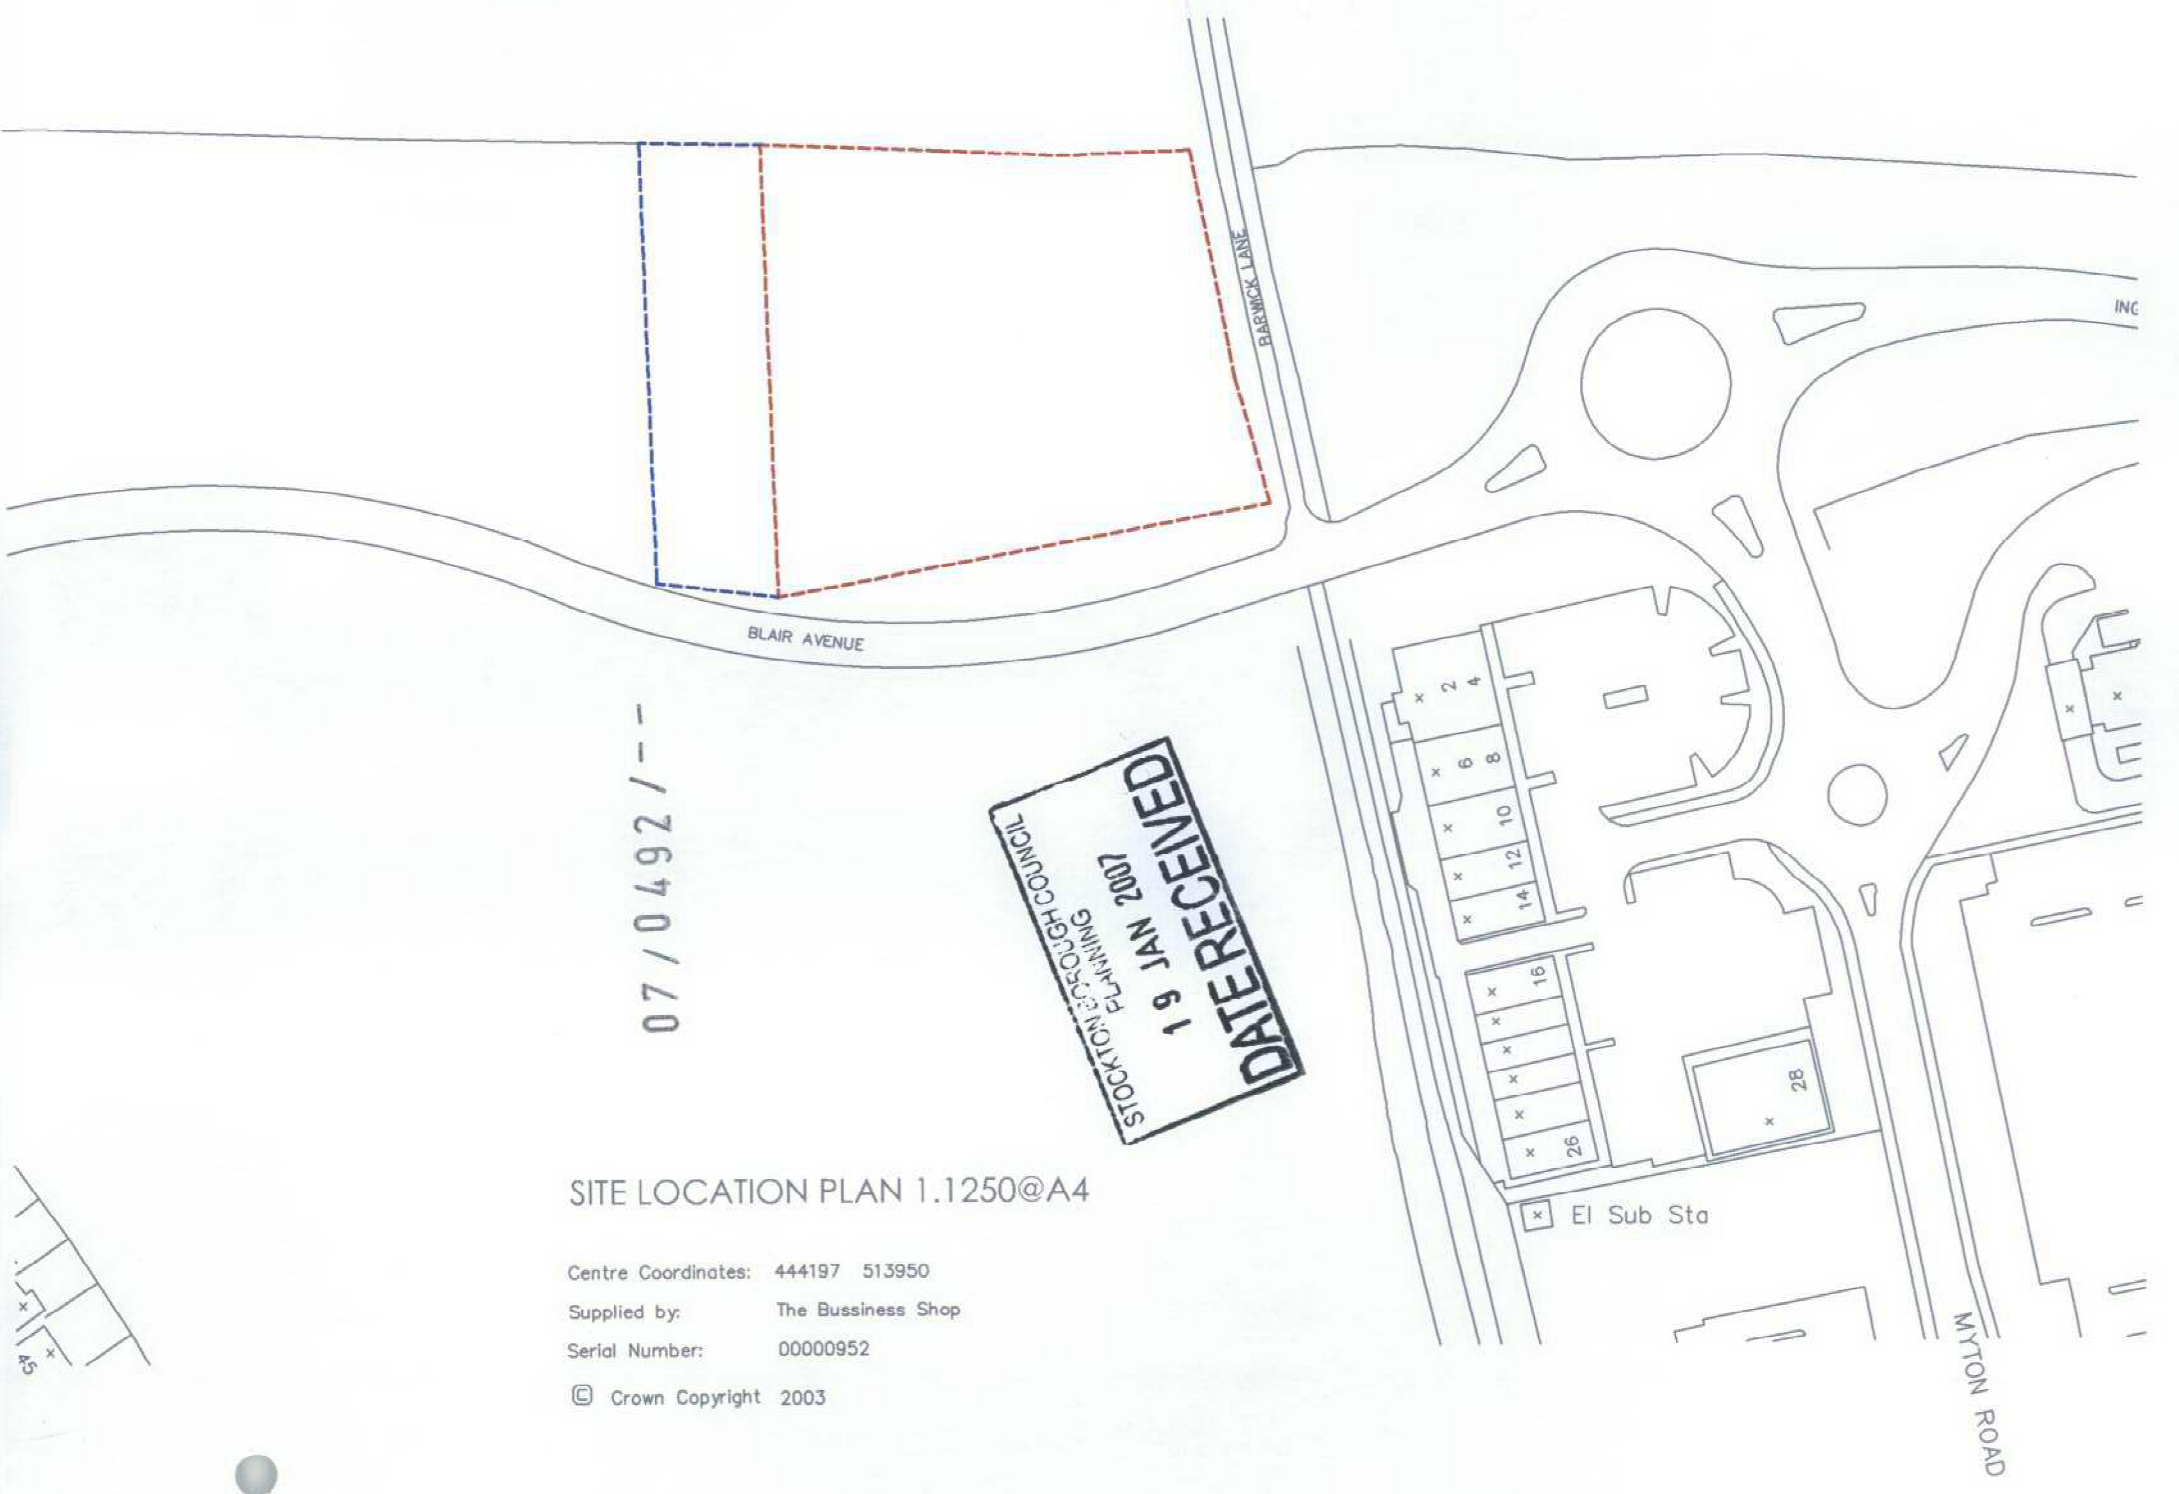 BARWICK LANE
ING
BLAIR AVENUE
07/0492/--
STOCKTON BOROUGH COUNCIL
PLANNING
19 JAN 2007
DATE RECEIVED
2
4
6
8
10
12
14
16
26
28
El Sub Sta
MYTON ROAD
45
SITE LOCATION PLAN 1.1250@A4
Centre Coordinates: 444197 513950
Supplied by: The Bussiness Shop
Serial Number: 00000952
© Crown Copyright 2003